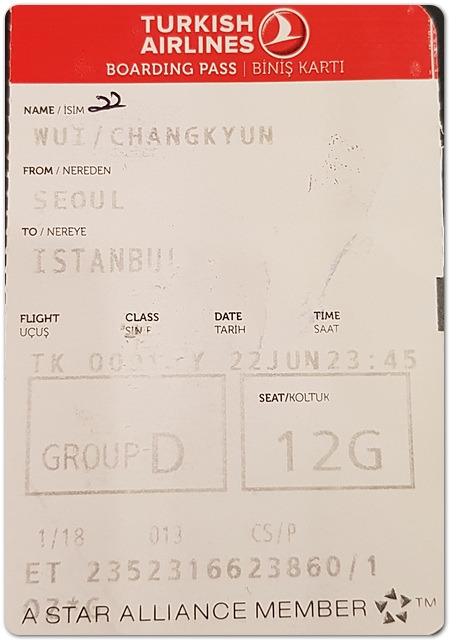 TURKISH
AIRLINES
BOARDING PASS | BİNİŞ KARTI
NAME / İSİM 22
WUI/CHANGKYUN
FROM / NEREDEN
SEOUL
TO / NEREYE
ISTANBUL
FLIGHT CLASS DATE TIME
UÇUŞ SINIF TARİH SAAT
TK Y 22JUN23:45
SEAT/KOLTUK
GROUP-D 12G
1/18 013 CS/P
ET 2352316623860/1
A STAR ALLIANCE MEMBER TM